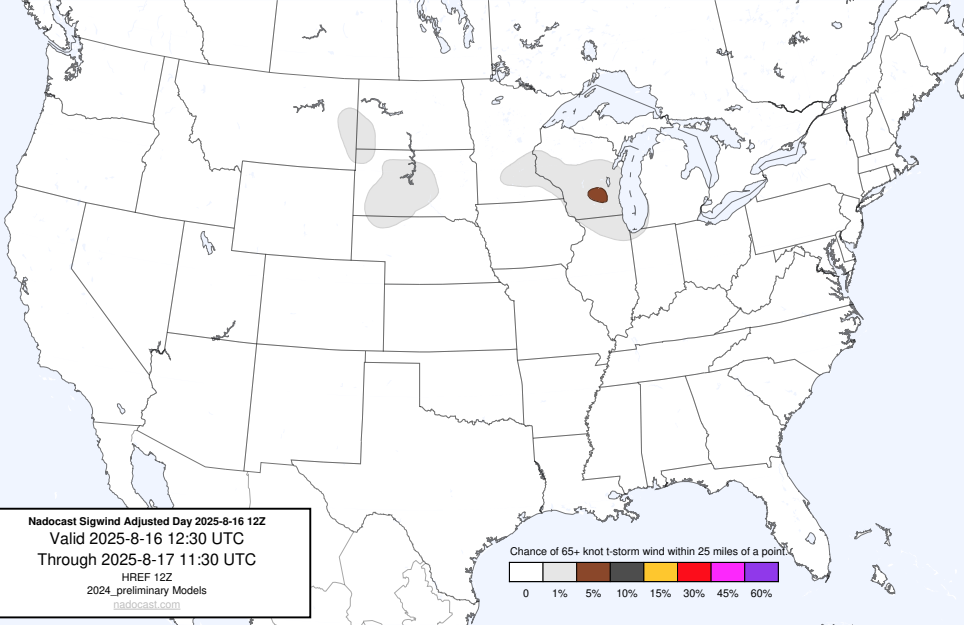 Nadocast Sigwind Adjusted Day 2025-8-16 12Z
Valid 2025-8-16 12:30 UTC
Through 2025-8-17 11:30 UTC
HREF 12Z
2024_preliminary Models
nadocast.com
Chance of 65+ knot t-storm wind within 25 miles of a point.
0 1% 5% 10% 15% 30% 45% 60%